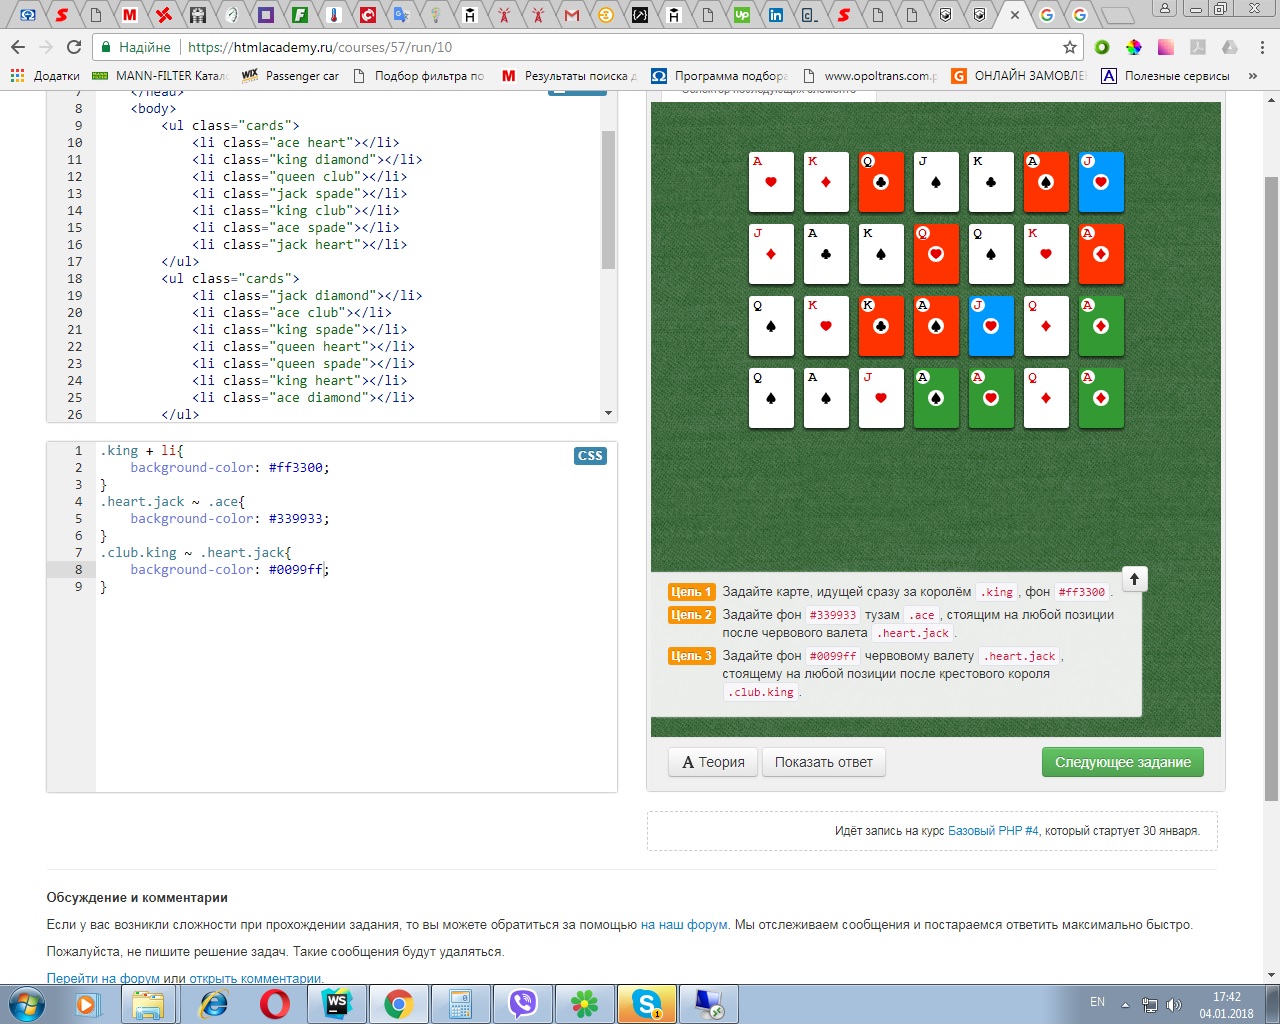 Надійне
https://htmlacademy.ru/courses/57/run/10
Додатки
MANN-FILTER Катало
Passenger car
Подбор фильтра по
Результаты поиска д
Программа подбора
www.opoltrans.com.p
ОНЛАЙН ЗАМОВЛЕ
Полезные сервисы
»
7 </head>
8 <body>
9 <ul class="cards">
10 <li class="ace heart"></li>
11 <li class="king diamond"></li>
12 <li class="queen club"></li>
13 <li class="jack spade"></li>
14 <li class="king club"></li>
15 <li class="ace spade"></li>
16 <li class="jack heart"></li>
17 </ul>
18 <ul class="cards">
19 <li class="jack diamond"></li>
20 <li class="ace club"></li>
21 <li class="king spade"></li>
22 <li class="queen heart"></li>
23 <li class="queen spade"></li>
24 <li class="king heart"></li>
25 <li class="ace diamond"></li>
26 </ul>
CSS
1 .king + li{
2 background-color: #ff3300;
3 }
4 .heart.jack ~ .ace{
5 background-color: #339933;
6 }
7 .club.king ~ .heart.jack{
8 background-color: #0099ff;
9 }
A K Q J K A J
J A K Q Q K A
Q K K A J Q A
Q A J A A Q A
Цель 1 Задайте карте, идущей сразу за королём .king, фон #ff3300.
Цель 2 Задайте фон #339933 тузам .ace, стоящим на любой позиции
после червового валета .heart.jack.
Цель 3 Задайте фон #0099ff червовому валету .heart.jack,
стоящему на любой позиции после крестового короля
.club.king.
A Теория
Показать ответ
Следующее задание
Идёт запись на курс Базовый PHP #4, который стартует 30 января.
Обсуждение и комментарии
Если у вас возникли сложности при прохождении задания, то вы можете обратиться за помощью на наш форум. Мы отслеживаем сообщения и постараемся ответить максимально быстро.
Пожалуйста, не пишите решение задач. Такие сообщения будут удаляться.
Перейти на форум или открыть комментарии.
EN
17:42
04.01.2018